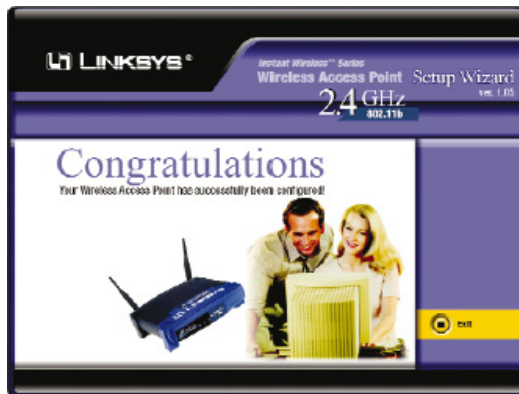 LINKSYS®
Instant Wireless™ Series
Wireless Access Point
Setup Wizard
ver. 1.05
2.4 GHz
802.11b
Congratulations
Your Wireless Access Point has successfully been configured!
LINKSYS
EXIT